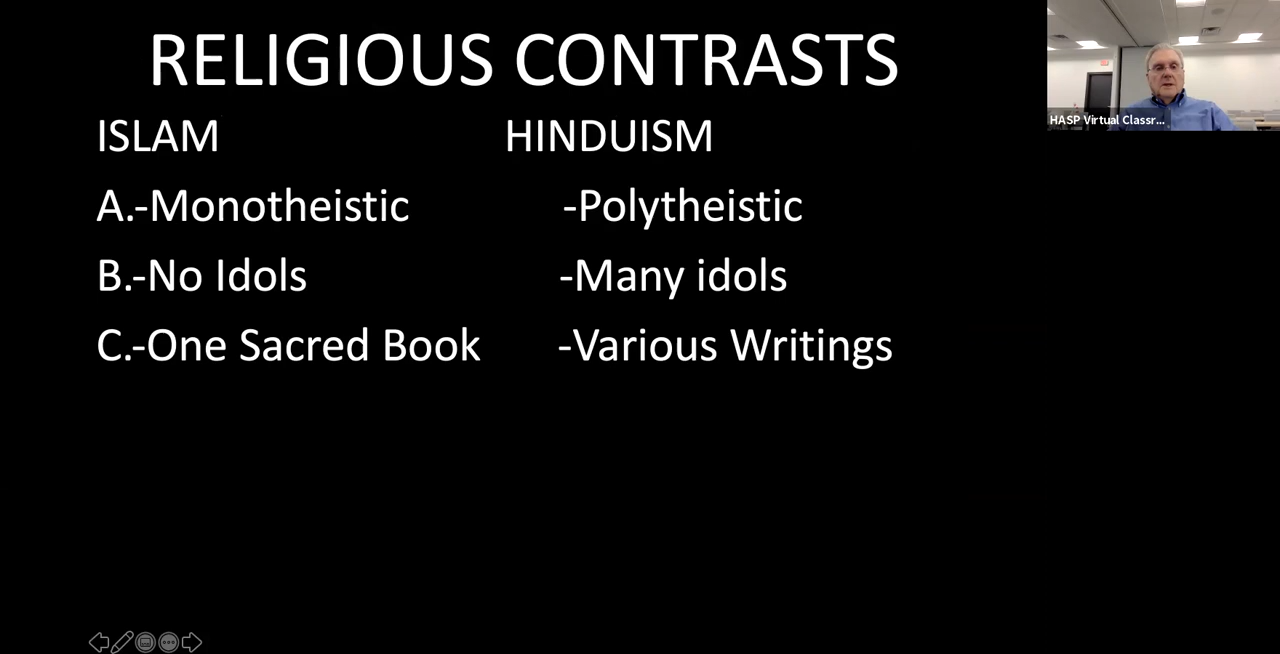 RELIGIOUS CONTRASTS
HASP Virtual Classr...
ISLAM HINDUISM
A.-Monotheistic -Polytheistic
B.-No Idols -Many idols
C.-One Sacred Book -Various Writings